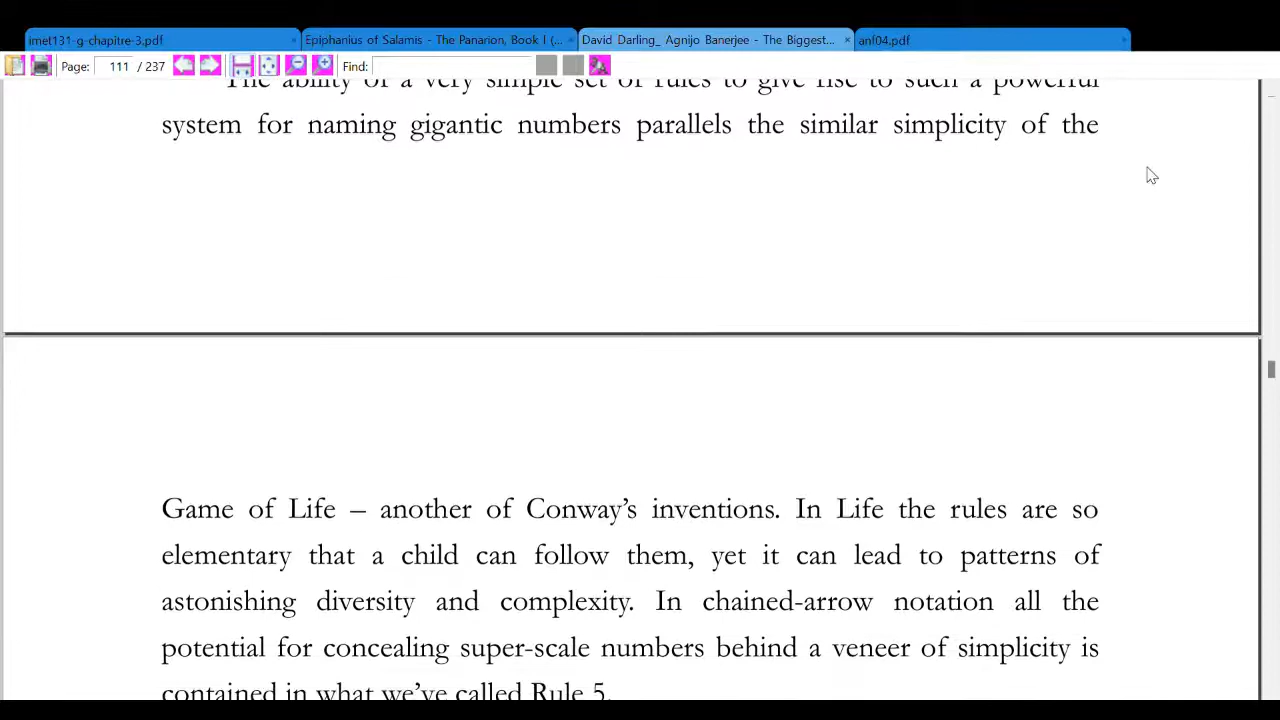 imet131-g-chapitre-3.pdf
Epiphanius of Salamis - The Panarion, Book I (...
David Darling_ Agnijo Banerjee - The Biggest...
anf04.pdf
Page: 111 / 237
Find:
The ability of a very simple set of rules to give rise to such a powerful
system for naming gigantic numbers parallels the similar simplicity of the
Game of Life – another of Conway’s inventions. In Life the rules are so
elementary that a child can follow them, yet it can lead to patterns of
astonishing diversity and complexity. In chained-arrow notation all the
potential for concealing super-scale numbers behind a veneer of simplicity is
contained in what we’ve called Rule 5.